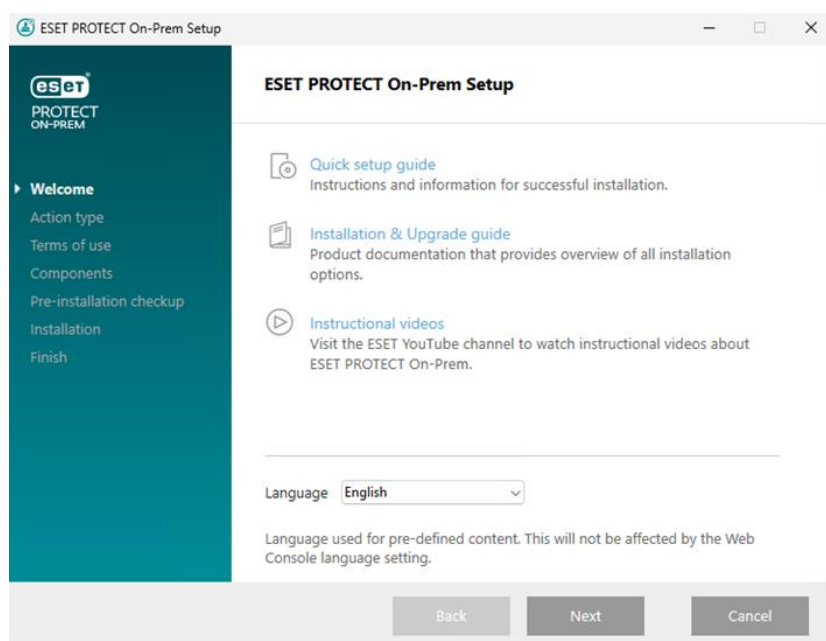 ESET PROTECT On-Prem Setup
eseT
PROTECT
ON-PREM
Welcome
Action type
Terms of use
Components
Pre-installation checkup
Installation
Finish
ESET PROTECT On-Prem Setup
Quick setup guide
Instructions and information for successful installation.
Installation & Upgrade guide
Product documentation that provides overview of all installation
options.
Instructional videos
Visit the ESET YouTube channel to watch instructional videos about
ESET PROTECT On-Prem.
Language English
Language used for pre-defined content. This will not be affected by the Web
Console language setting.
Back Next Cancel